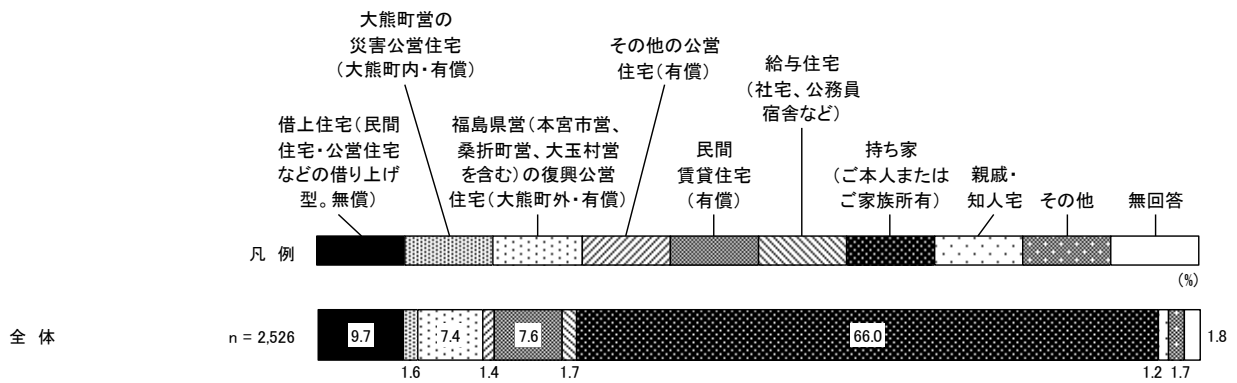 大熊町営の
災害公営住宅
（大熊町内・有償）
その他の公営
住宅（有償）
給与住宅
（社宅、公務員
宿舎など）
借上住宅（民間
住宅・公営住宅
などの借り上げ
型。無償）
福島県営（本宮市営、
桑折町営、大玉村営
を含む）の復興公営
住宅（大熊町外・有償）
民間
賃貸住宅
（有償）
持ち家
（ご本人または
ご家族所有）
親戚・
知人宅
その他
無回答
凡 例
(%)
全 体
n = 2,526
9.7
1.6
7.4
1.4
7.6
1.7
66.0
1.2
1.7
1.8